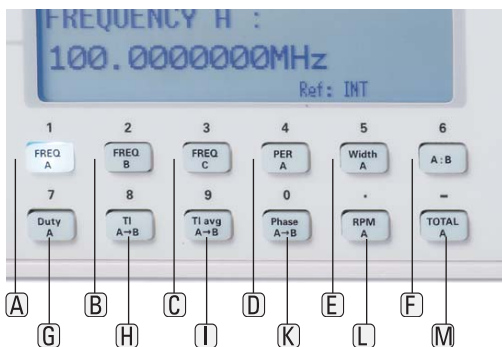 FREQUENCY A :
100.0000000MHz
Ref: INT
1 2 3 4 5 6
FREQ A FREQ B FREQ C PER A Width A A:B
7 8 9 0 . -
Duty A TI A→B TI avg A→B Phase A→B RPM A TOTAL A
A B C D E F
G H I K L M